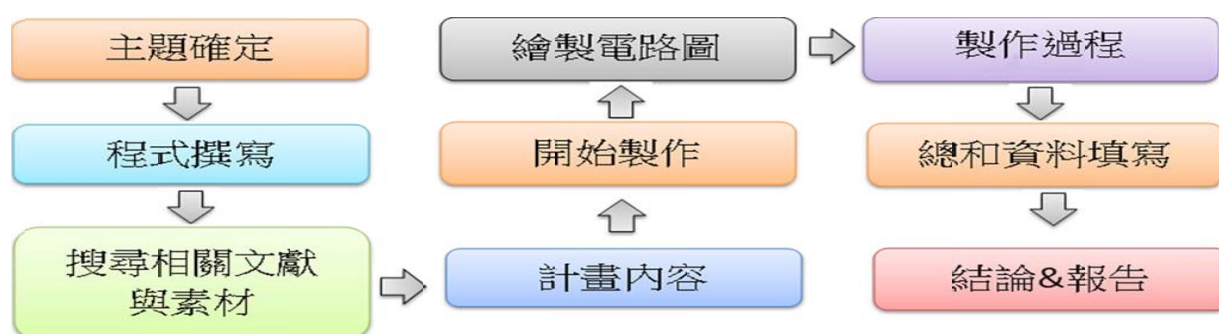 主題確定
程式撰寫
搜尋相關文獻
與素材
計畫內容
開始製作
繪製電路圖
製作過程
總和資料填寫
結論&報告